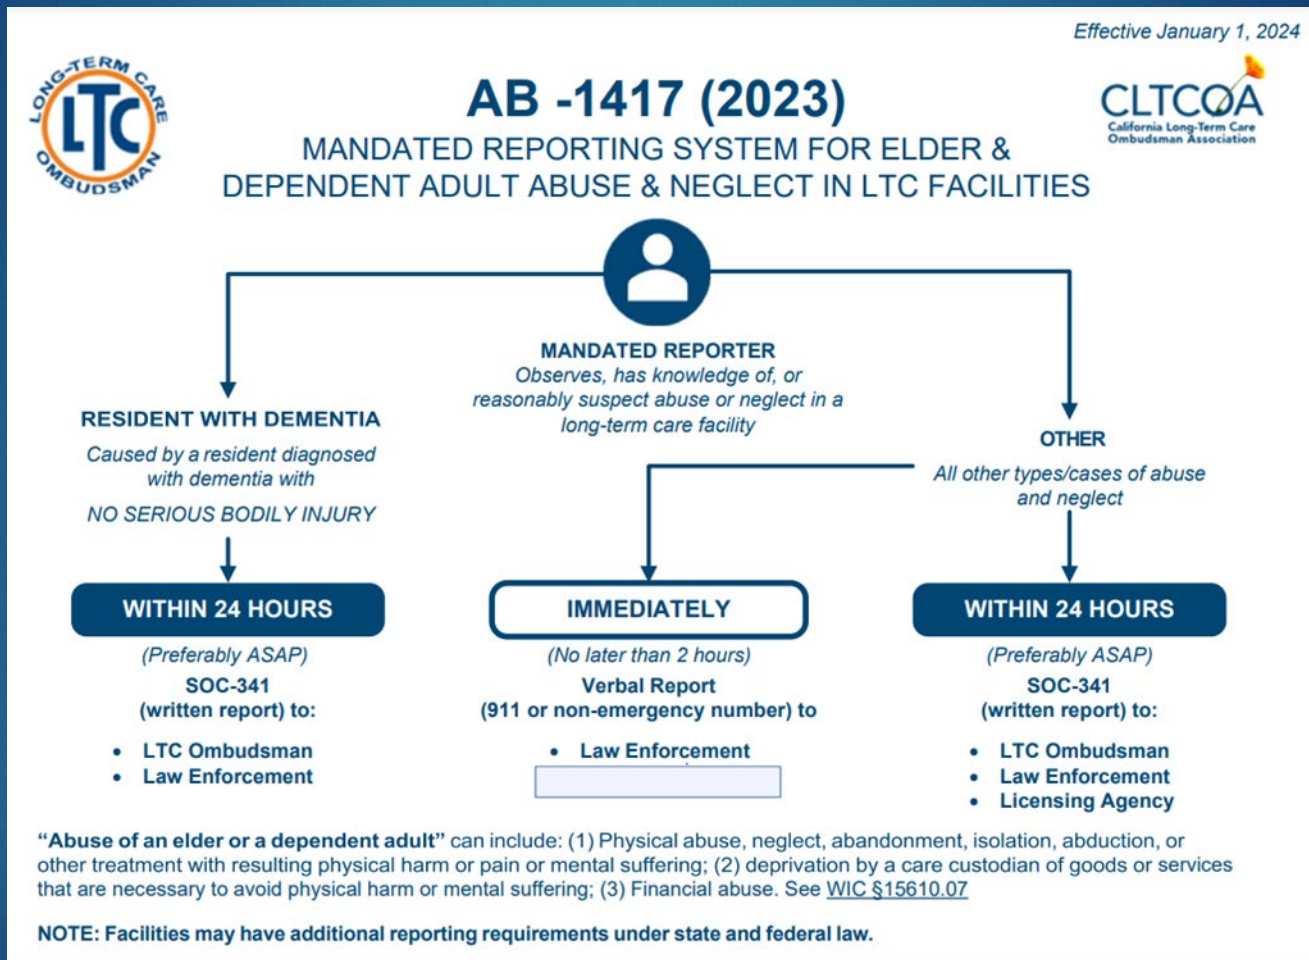 Effective January 1, 2024
LONG-TERM CARE
LTC
OMBUDSMAN
CLTCOA
California Long-Term Care
Ombudsman Association
AB -1417 (2023)
MANDATED REPORTING SYSTEM FOR ELDER &
DEPENDENT ADULT ABUSE & NEGLECT IN LTC FACILITIES
MANDATED REPORTER
Observes, has knowledge of, or
reasonably suspect abuse or neglect in a
long-term care facility
RESIDENT WITH DEMENTIA
Caused by a resident diagnosed
with dementia with
NO SERIOUS BODILY INJURY
OTHER
All other types/cases of abuse
and neglect
WITHIN 24 HOURS
(Preferably ASAP)
SOC-341
(written report) to:
• LTC Ombudsman
• Law Enforcement
IMMEDIATELY
(No later than 2 hours)
Verbal Report
(911 or non-emergency number) to
• Law Enforcement
WITHIN 24 HOURS
(Preferably ASAP)
SOC-341
(written report) to:
• LTC Ombudsman
• Law Enforcement
• Licensing Agency
“Abuse of an elder or a dependent adult” can include: (1) Physical abuse, neglect, abandonment, isolation, abduction, or
other treatment with resulting physical harm or pain or mental suffering; (2) deprivation by a care custodian of goods or services
that are necessary to avoid physical harm or mental suffering; (3) Financial abuse. See WIC §15610.07
NOTE: Facilities may have additional reporting requirements under state and federal law.